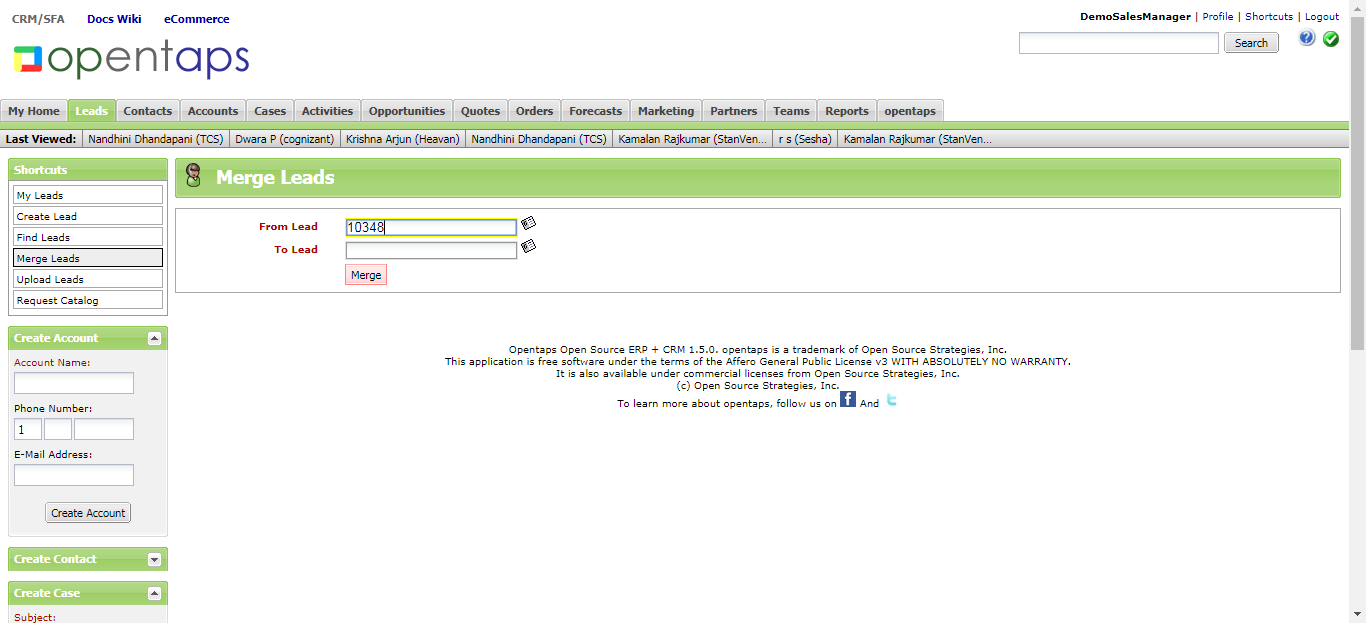 CRM/SFA Docs Wiki eCommerce
DemoSalesManager | Profile | Shortcuts | Logout
opentaps
Search
My Home Leads Contacts Accounts Cases Activities Opportunities Quotes Orders Forecasts Marketing Partners Teams Reports opentaps
Last Viewed: Nandhini Dhandapani (TCS) Dwara P (cognizant) Krishna Arjun (Heavan) Nandhini Dhandapani (TCS) Kamalan Rajkumar (StanVen... r s (Sesha) Kamalan Rajkumar (StanVen...
Shortcuts
My Leads
Create Lead
Find Leads
Merge Leads
Upload Leads
Request Catalog
Merge Leads
From Lead 10348
To Lead
Merge
Create Account
Account Name:
Phone Number:
1
E-Mail Address:
Create Account
Create Contact
Create Case
Subject:
Opentaps Open Source ERP + CRM 1.5.0. opentaps is a trademark of Open Source Strategies, Inc.
This application is free software under the terms of the Affero General Public License v3 WITH ABSOLUTELY NO WARRANTY.
It is also available under commercial licenses from Open Source Strategies, Inc.
(c) Open Source Strategies, Inc.
To learn more about opentaps, follow us on f And t